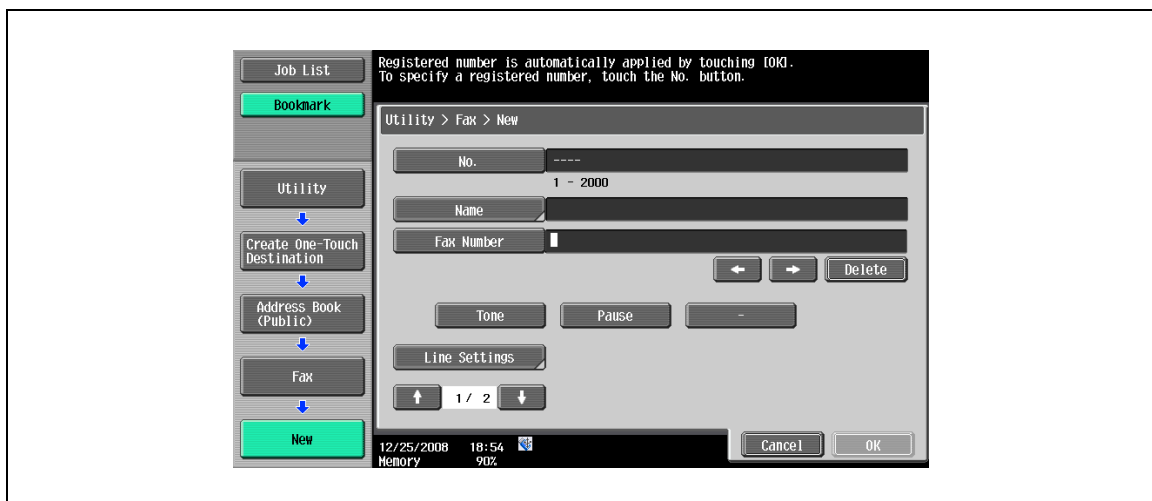 Job List
Bookmark
Utility
Create One-Touch
Destination
Address Book
(Public)
Fax
New
Registered number is automatically applied by touching [OK].
To specify a registered number, touch the No. button.
Utility > Fax > New
No.
----
1 - 2000
Name
Fax Number
Delete
Tone
Pause
-
Line Settings
1/ 2
12/25/2008 18:54
Memory 90%
Cancel
OK